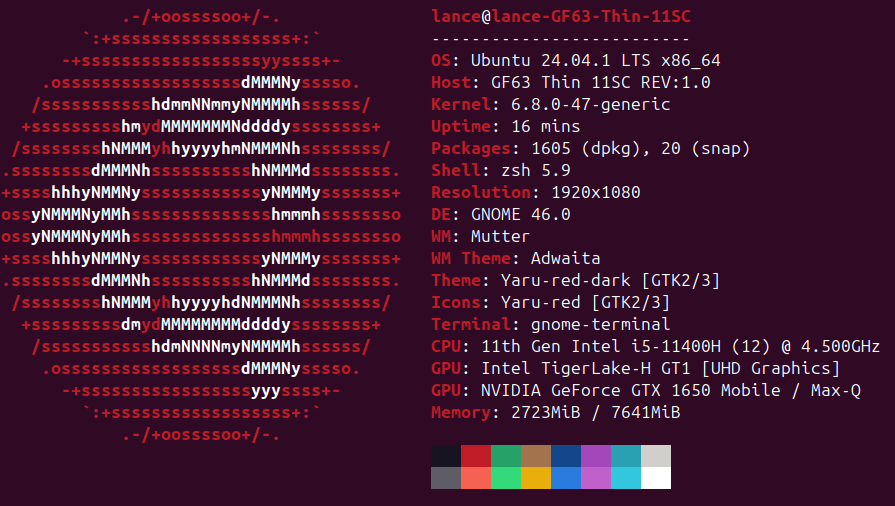 .-/+oossssoo+/-.               lance@lance-GF63-Thin-11SC
        `:+ssssssssssssssssss+:`           --------------------------
      -+ssssssssssssssssssyyssss+-         OS: Ubuntu 24.04.1 LTS x86_64
    .ossssssssssssssssssdMMMNysssso.       Host: GF63 Thin 11SC REV:1.0
   /ssssssssssshdmmNNmmyNMMMMhssssss/      Kernel: 6.8.0-47-generic
  +ssssssssshmydMMMMMMMNddddyssssssss+     Uptime: 16 mins
 /sssssssshNMMMyhhyyyyhmNMMMNhssssssss/    Packages: 1605 (dpkg), 20 (snap)
.ssssssssdMMMNhsssssssssshNMMMdssssssss.   Shell: zsh 5.9
+sssshhhyNMMNyssssssssssssyNMMMysssssss+   Resolution: 1920x1080
ossyNMMMNyMMhsssssssssssssshmmmhssssssso   DE: GNOME 46.0
ossyNMMMNyMMhsssssssssssssshmmmhssssssso   WM: Mutter
+sssshhhyNMMNyssssssssssssyNMMMysssssss+   WM Theme: Adwaita
.ssssssssdMMMNhsssssssssshNMMMdssssssss.   Theme: Yaru-red-dark [GTK2/3]
 /sssssssshNMMMyhhyyyyhdNMMMNhssssssss/    Icons: Yaru-red [GTK2/3]
  +sssssssssdmydMMMMMMMMddddyssssssss+     Terminal: gnome-terminal
   /ssssssssssshdmNNNNmyNMMMMhssssss/      CPU: 11th Gen Intel i5-11400H (12) @ 4.500GHz
    .ossssssssssssssssssdMMMNysssso.       GPU: Intel TigerLake-H GT1 [UHD Graphics]
      -+sssssssssssssssssyyyssss+-         GPU: NVIDIA GeForce GTX 1650 Mobile / Max-Q
        `:+ssssssssssssssssss+:`           Memory: 2723MiB / 7641MiB
            .-/+oossssoo+/-.